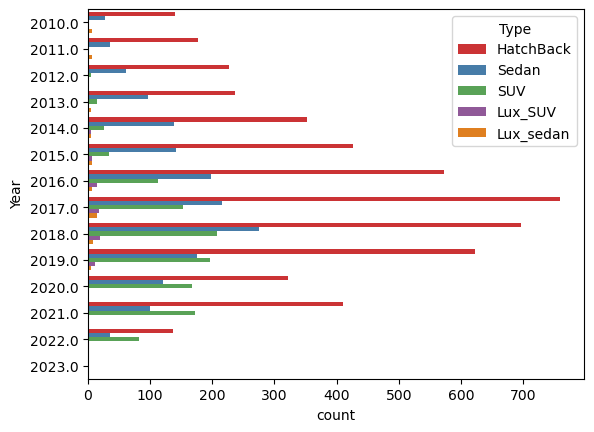 Type
HatchBack
Sedan
SUV
Lux_SUV
Lux_sedan
Year
2010.0
2011.0
2012.0
2013.0
2014.0
2015.0
2016.0
2017.0
2018.0
2019.0
2020.0
2021.0
2022.0
2023.0
0 100 200 300 400 500 600 700
count